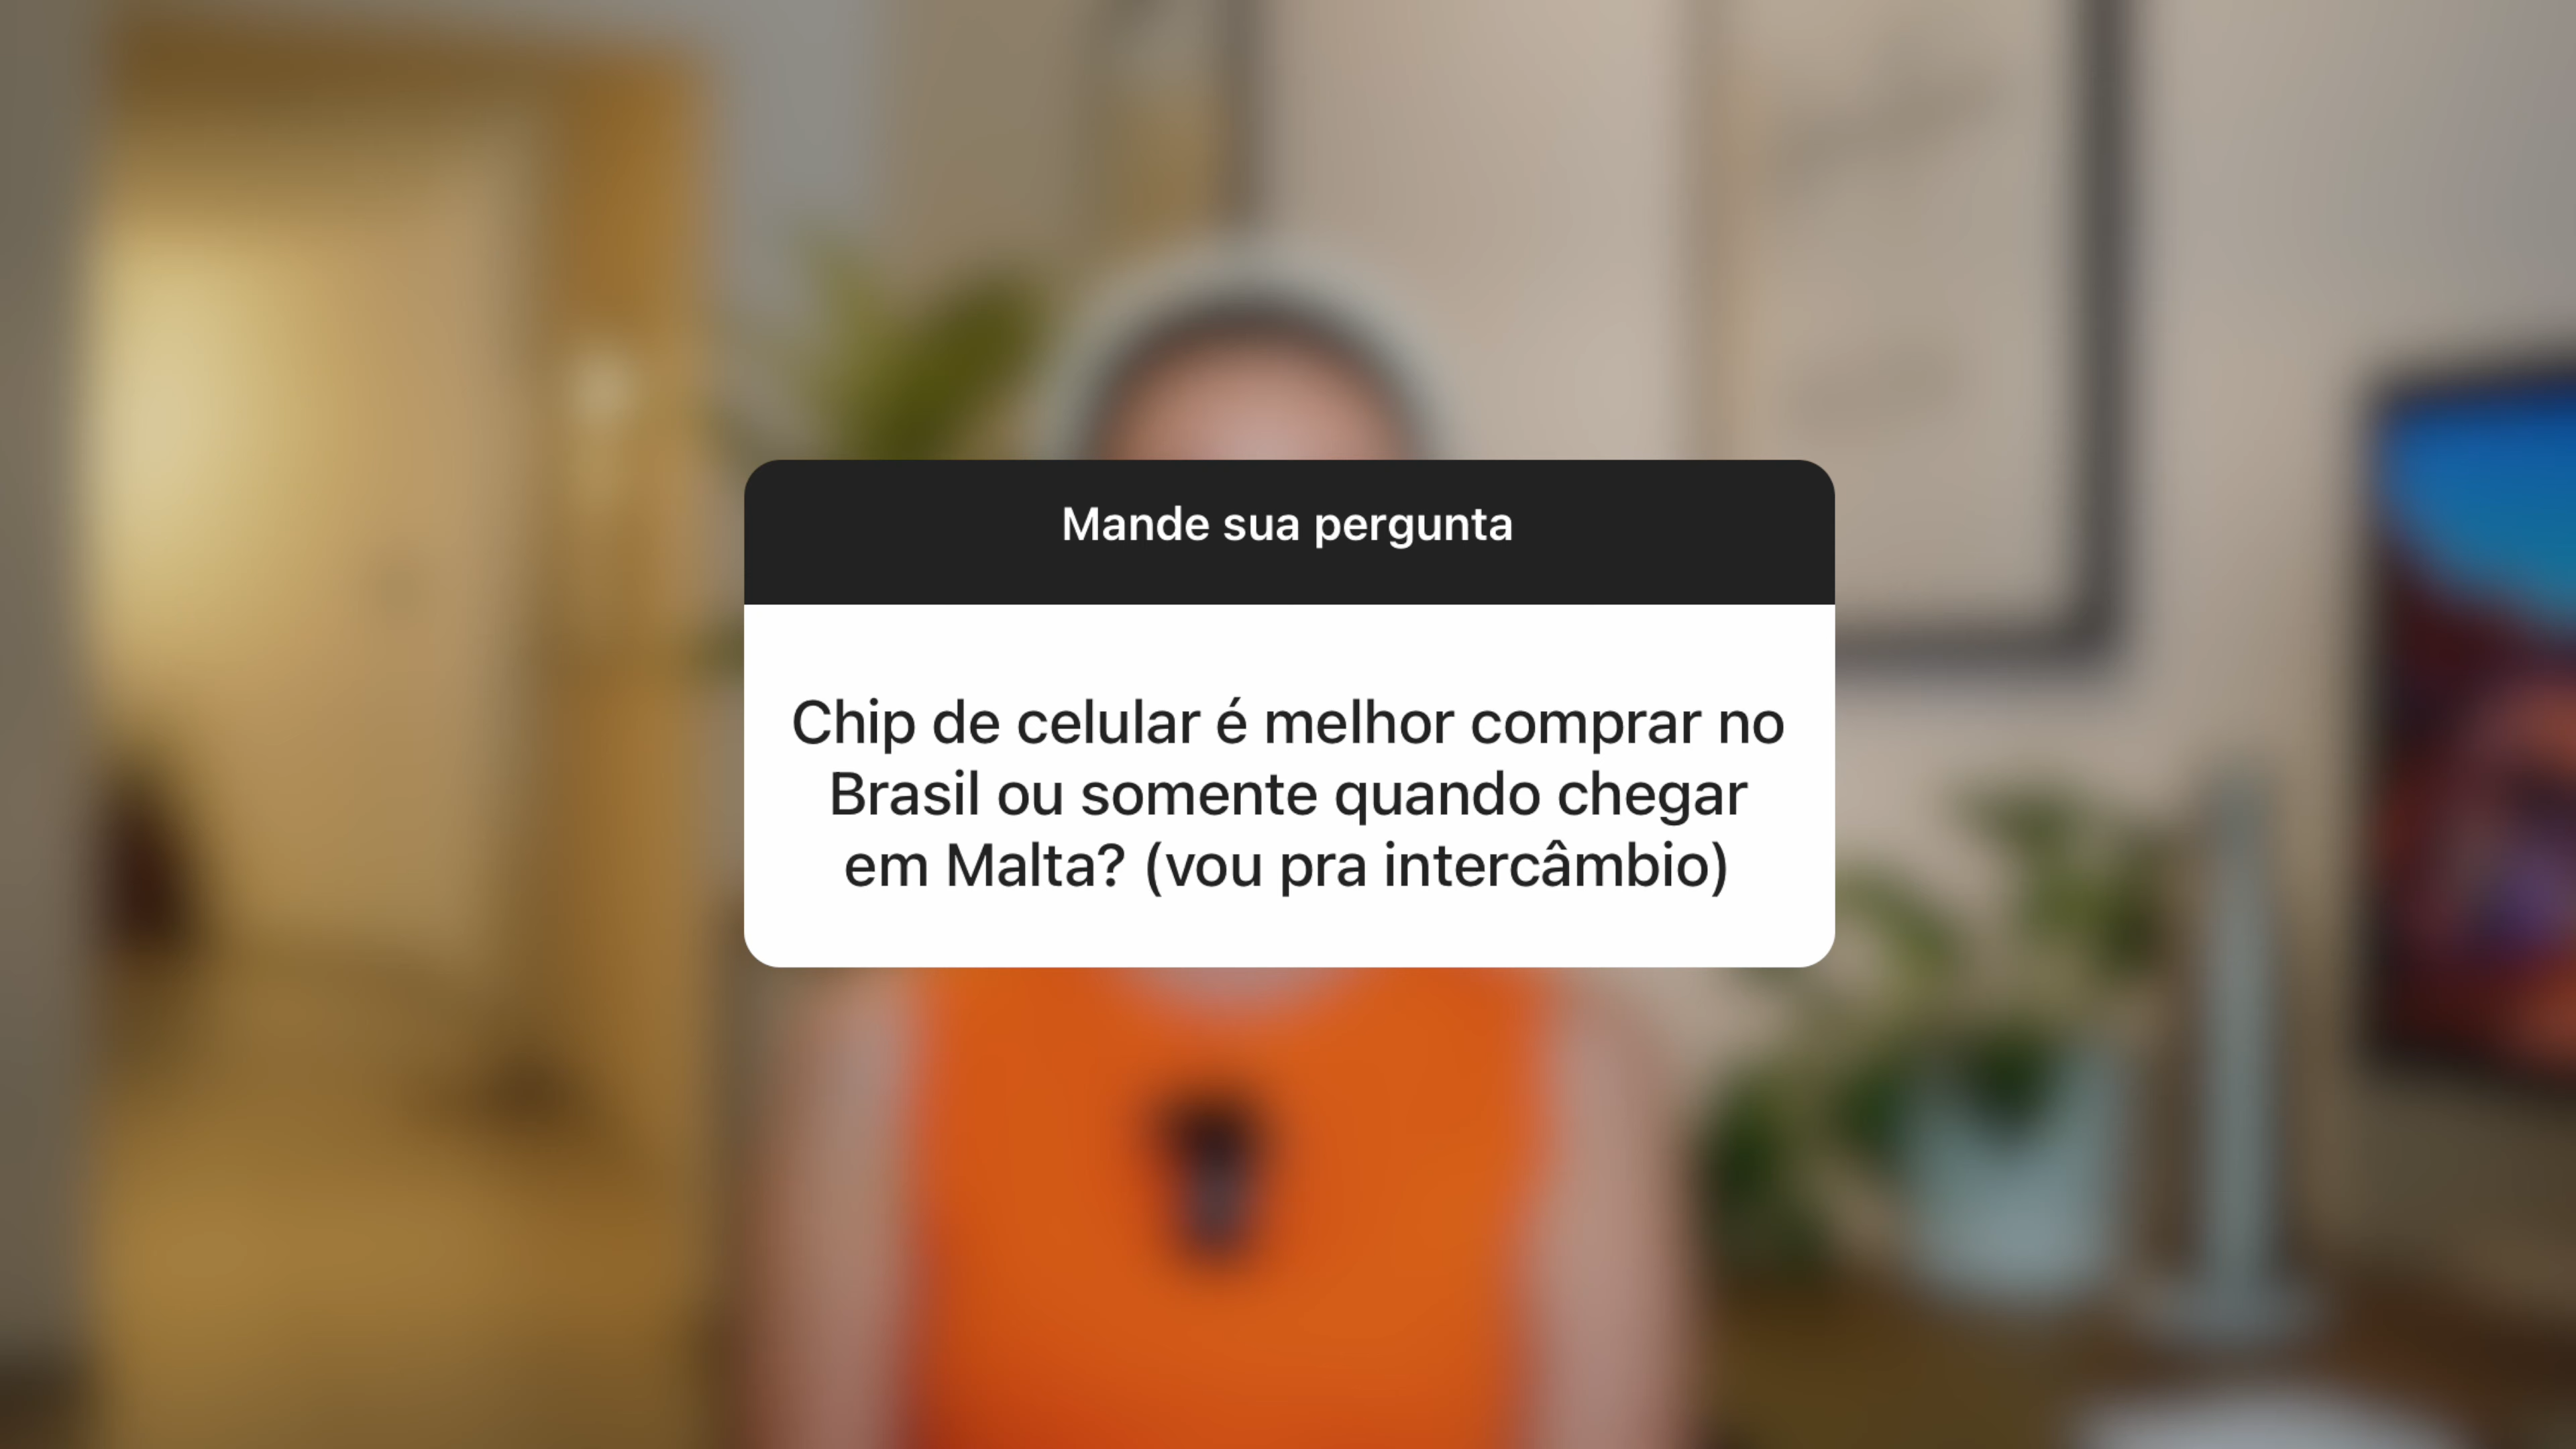 Mande sua pergunta
Chip de celular é melhor comprar no
Brasil ou somente quando chegar
em Malta? (vou pra intercâmbio)